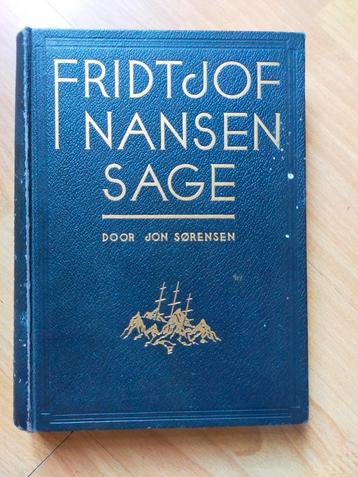 FRIDTJOF
NANSEN
SAGE
DOOR JON SØRENSEN